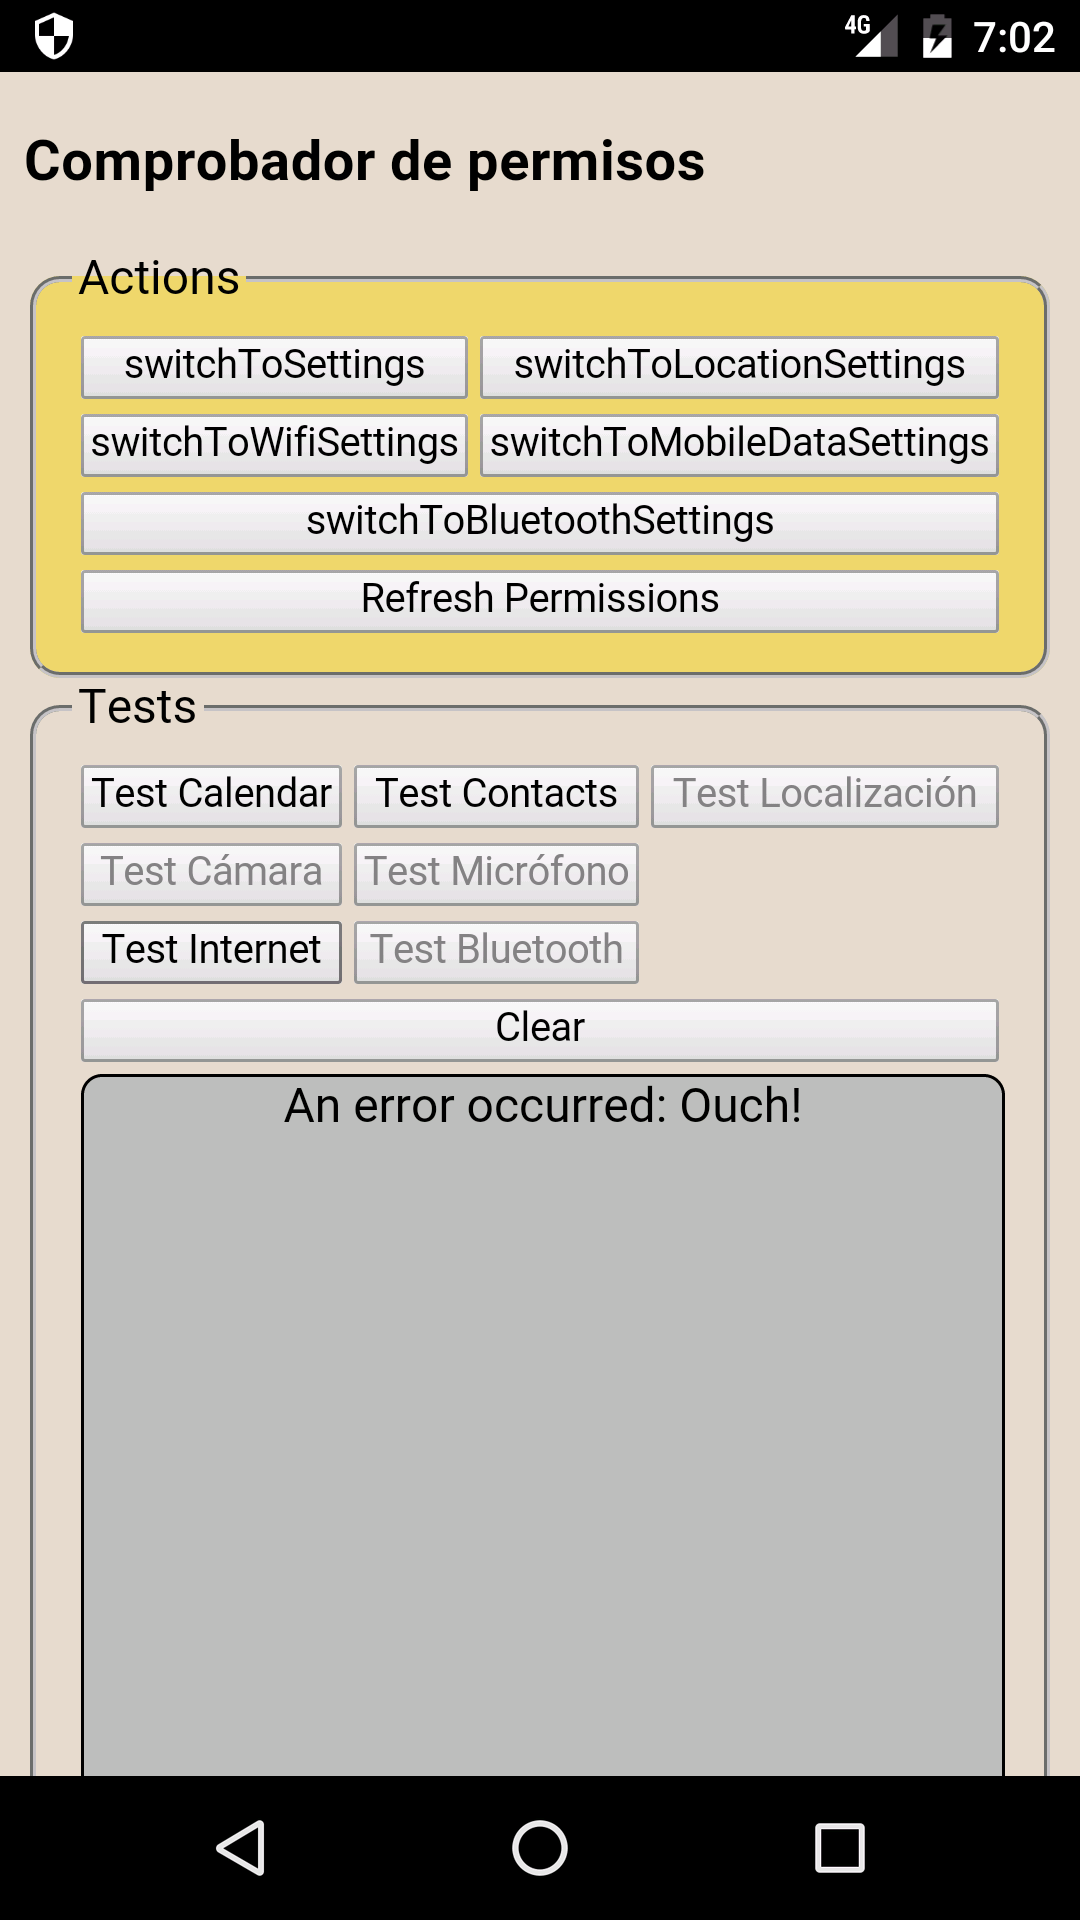 4G 7:02
Comprobador de permisos
Actions
switchToSettings switchToLocationSettings
switchToWifiSettings switchToMobileDataSettings
switchToBluetoothSettings
Refresh Permissions
Tests
Test Calendar Test Contacts Test Localización
Test Cámara Test Micrófono
Test Internet Test Bluetooth
Clear
An error occurred: Ouch!